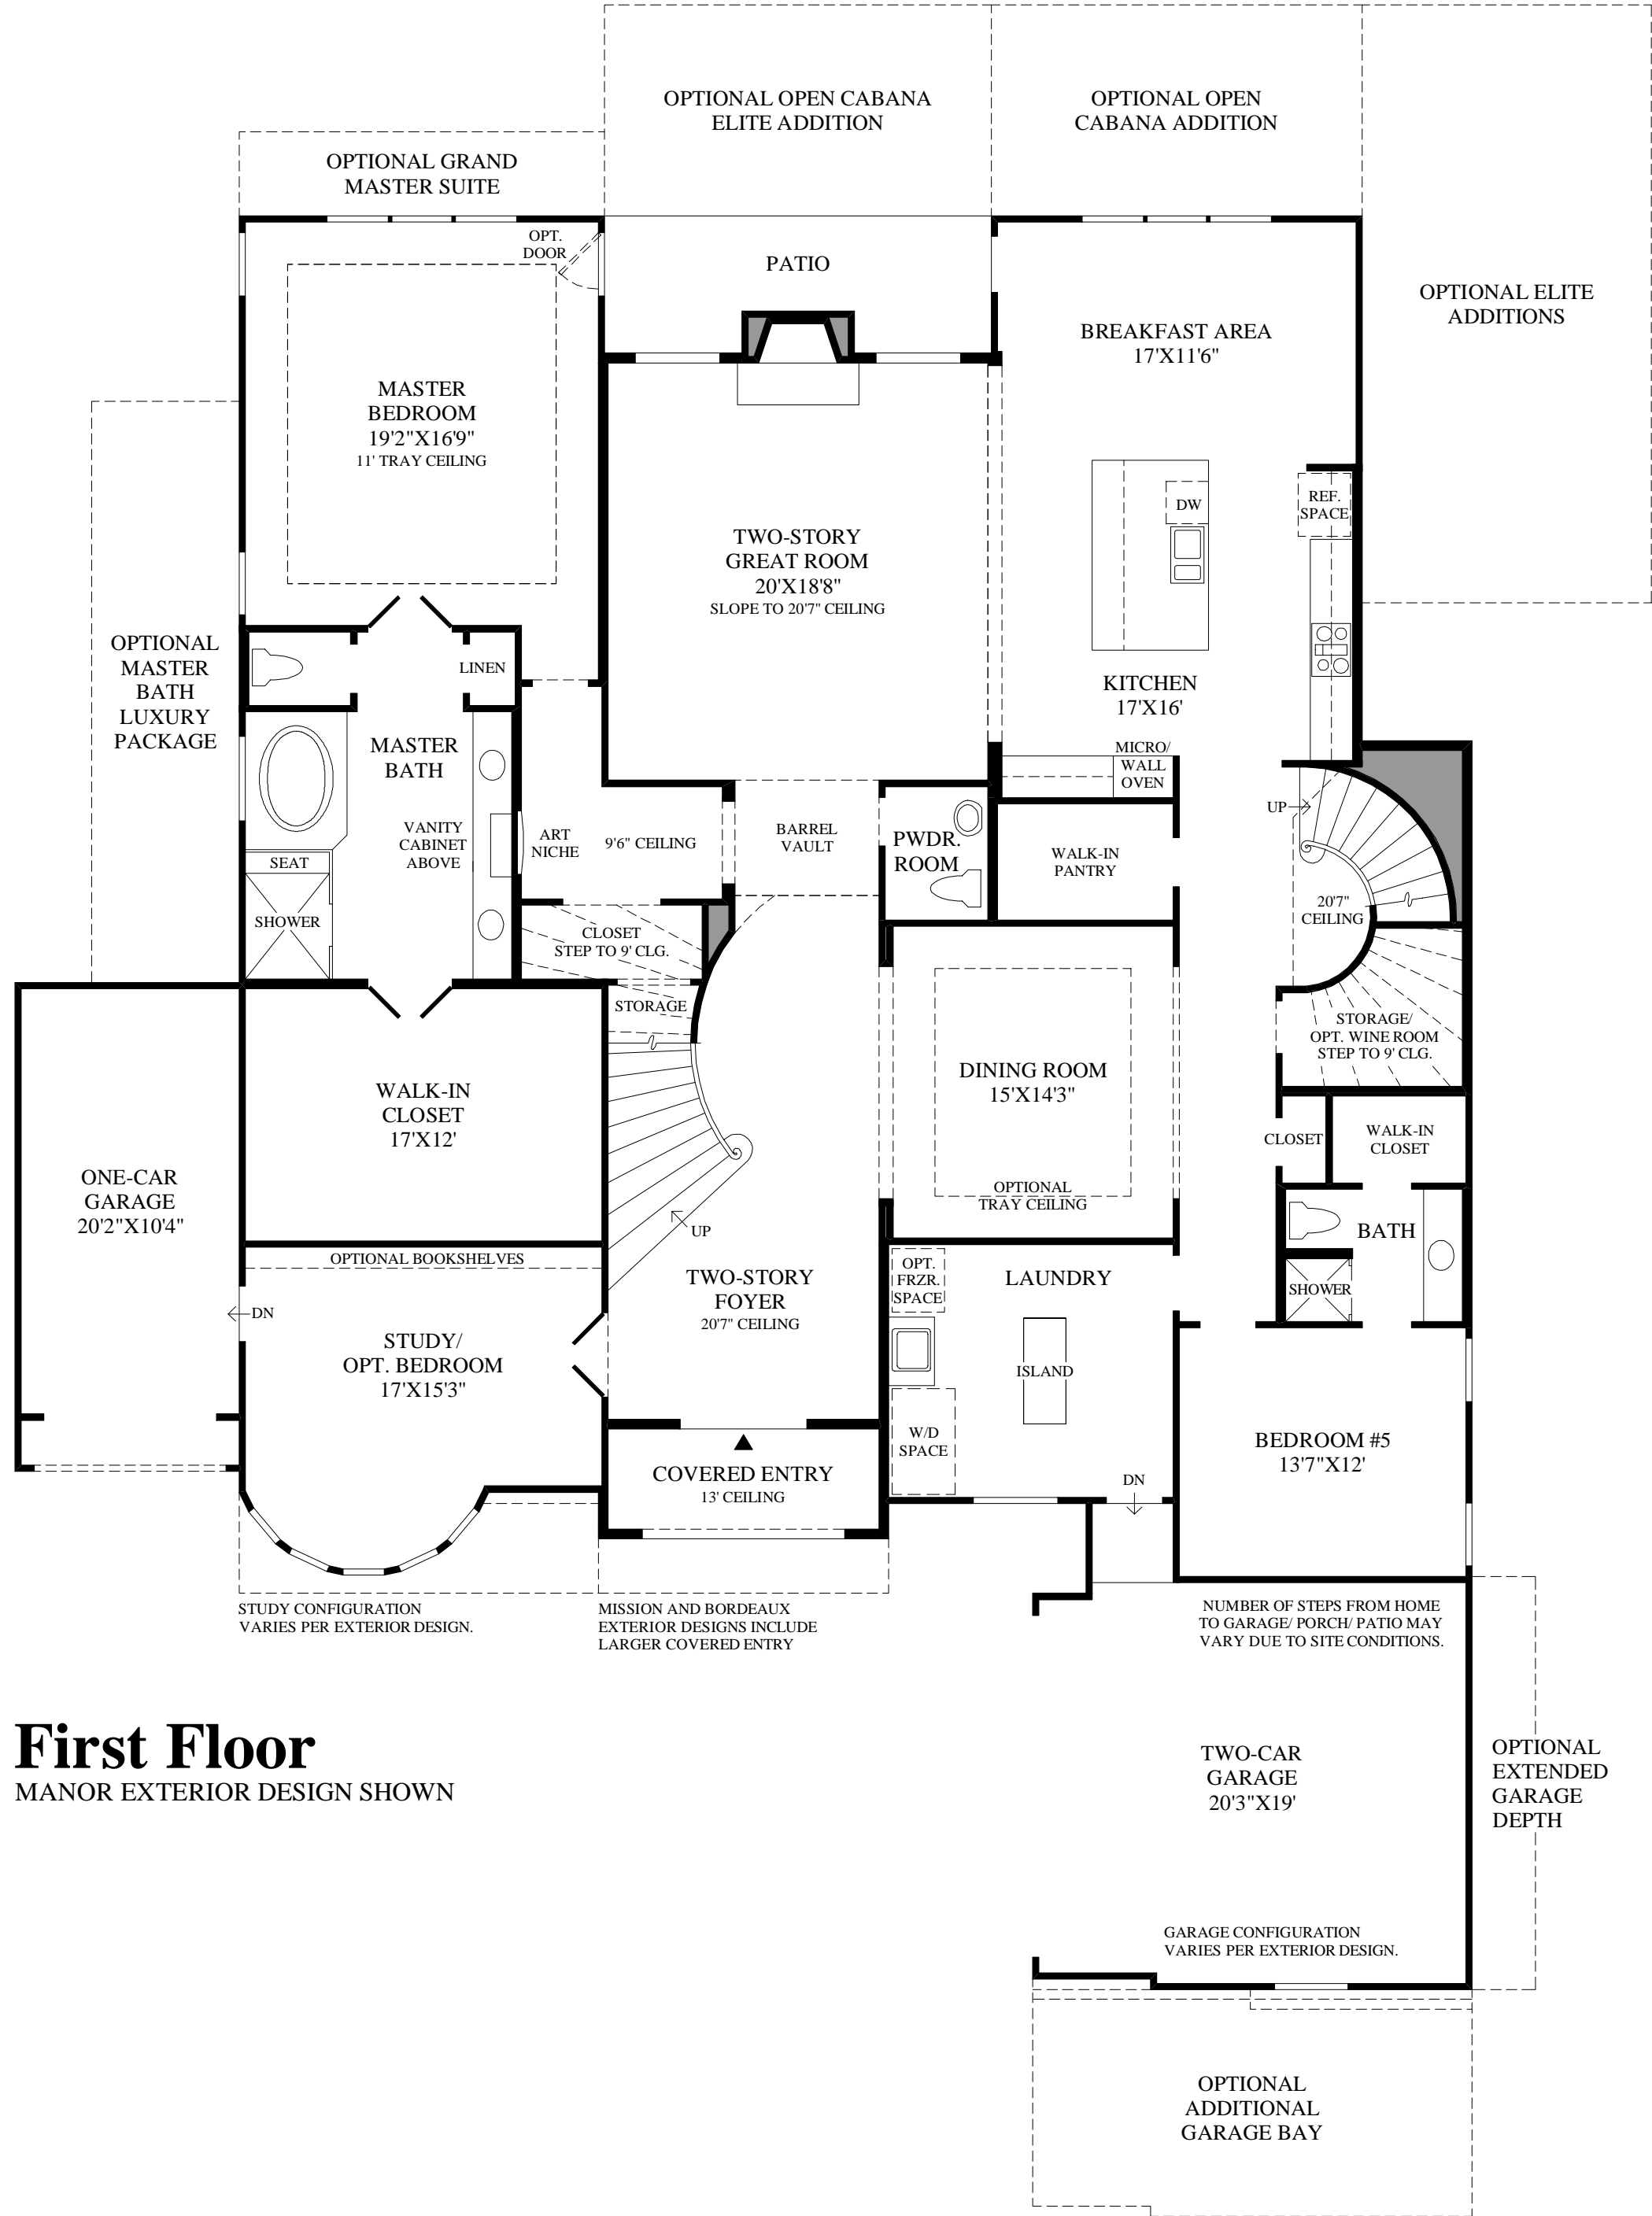 OPTIONAL OPEN CABANA
ELITE ADDITION
OPTIONAL OPEN
CABANA ADDITION
OPTIONAL GRAND
MASTER SUITE
OPT.
DOOR
PATIO
OPTIONAL ELITE
ADDITIONS
BREAKFAST AREA
17'X11'6"
MASTER
BEDROOM
19'2"X16'9"
11' TRAY CEILING
REF.
SPACE
DW
TWO-STORY
GREAT ROOM
20'X18'8"
SLOPE TO 20'7" CEILING
OPTIONAL
MASTER
BATH
LUXURY
PACKAGE
LINEN
KITCHEN
17'X16'
MASTER
BATH
MICRO/
WALL
OVEN
UP
VANITY
CABINET
ABOVE
ART
NICHE
9'6" CEILING
BARREL
VAULT
PWDR.
ROOM
WALK-IN
PANTRY
SEAT
SHOWER
20'7"
CEILING
CLOSET
STEP TO 9' CLG.
STORAGE
STORAGE/
OPT. WINE ROOM
STEP TO 9' CLG.
DINING ROOM
15'X14'3"
WALK-IN
CLOSET
17'X12'
CLOSET
WALK-IN
CLOSET
ONE-CAR
GARAGE
20'2"X10'4"
OPTIONAL
TRAY CEILING
UP
BATH
OPTIONAL BOOKSHELVES
OPT.
FRZR.
SPACE
LAUNDRY
TWO-STORY
FOYER
20'7" CEILING
SHOWER
DN
STUDY/
OPT. BEDROOM
17'X15'3"
ISLAND
W/D
SPACE
BEDROOM #5
13'7"X12'
COVERED ENTRY
13' CEILING
DN
STUDY CONFIGURATION
VARIES PER EXTERIOR DESIGN.
MISSION AND BORDEAUX
EXTERIOR DESIGNS INCLUDE
LARGER COVERED ENTRY
NUMBER OF STEPS FROM HOME
TO GARAGE/ PORCH/ PATIO MAY
VARY DUE TO SITE CONDITIONS.
First Floor
MANOR EXTERIOR DESIGN SHOWN
TWO-CAR
GARAGE
20'3"X19'
OPTIONAL
EXTENDED
GARAGE
DEPTH
GARAGE CONFIGURATION
VARIES PER EXTERIOR DESIGN.
OPTIONAL
ADDITIONAL
GARAGE BAY